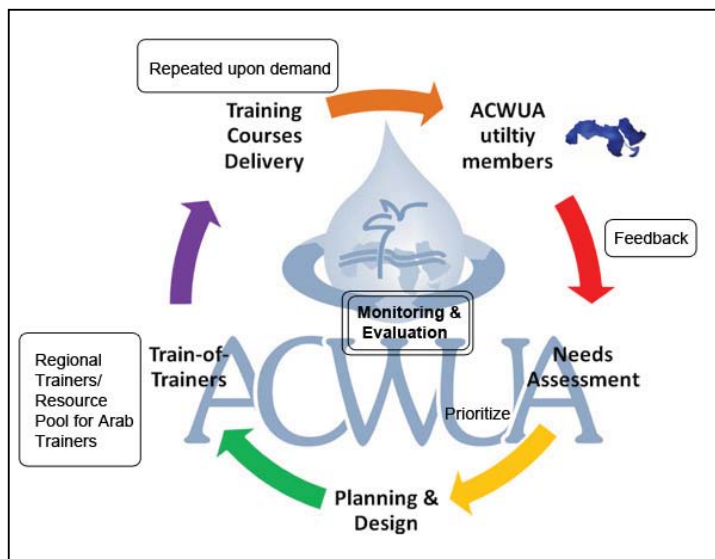 Repeated upon demand
Training
Courses
Delivery
ACWUA
utiltiy
members
Feedback
Monitoring &
Evaluation
Regional
Trainers/
Resource
Pool for Arab
Trainers
Train-of-
Trainers
ACWUA
Needs
Assessment
Prioritize
Planning &
Design